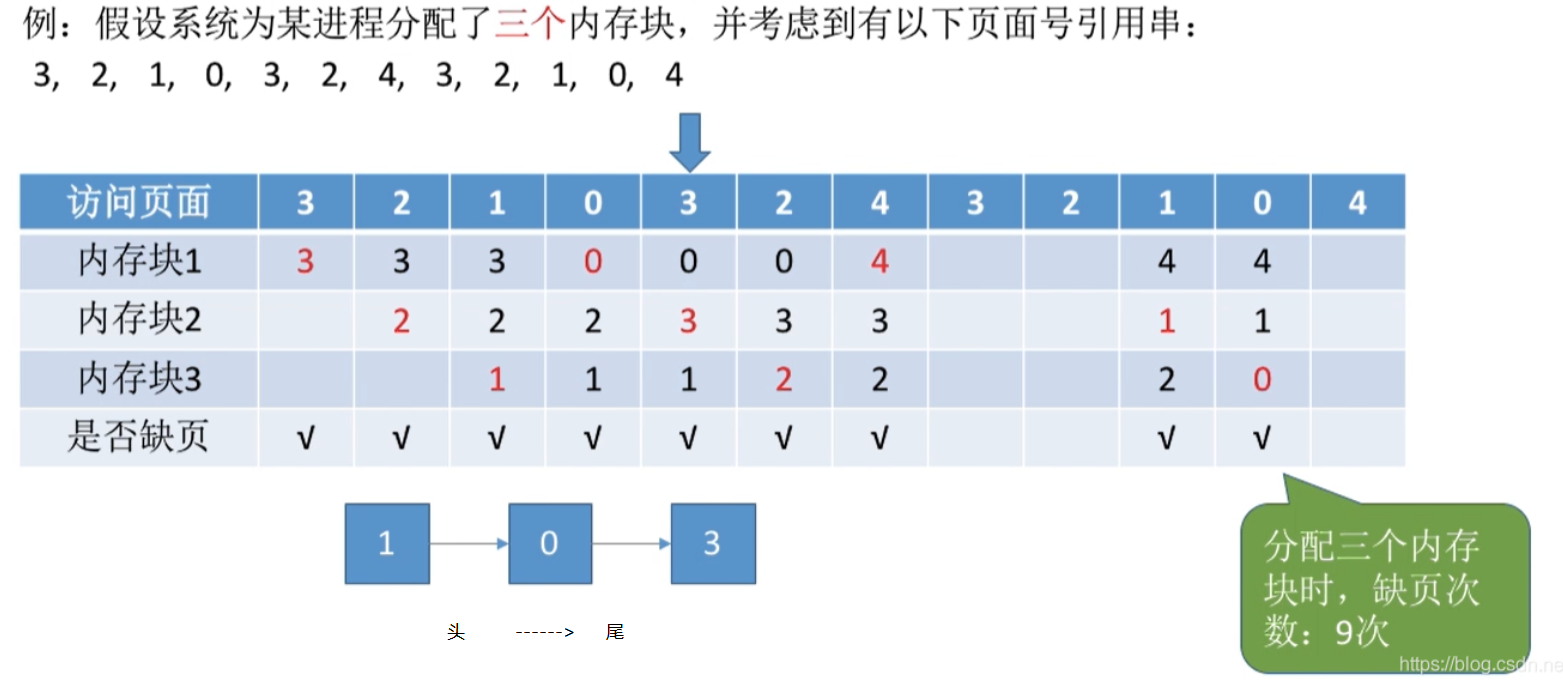 例：假设系统为某进程分配了三个内存块，并考虑到有以下页面号引用串：
3, 2, 1, 0, 3, 2, 4, 3, 2, 1, 0, 4
访问页面 3 2 1 0 3 2 4 3 2 1 0 4
内存块1 3 3 3 0 0 0 4 4 4
内存块2 2 2 2 3 3 3 1 1
内存块3 1 1 1 2 2 2 0
是否缺页 √ √ √ √ √ √ √ √ √
1 0 3
头 ------> 尾
分配三个内存
块时，缺页次
数：9次
https://blog.csdn.ne